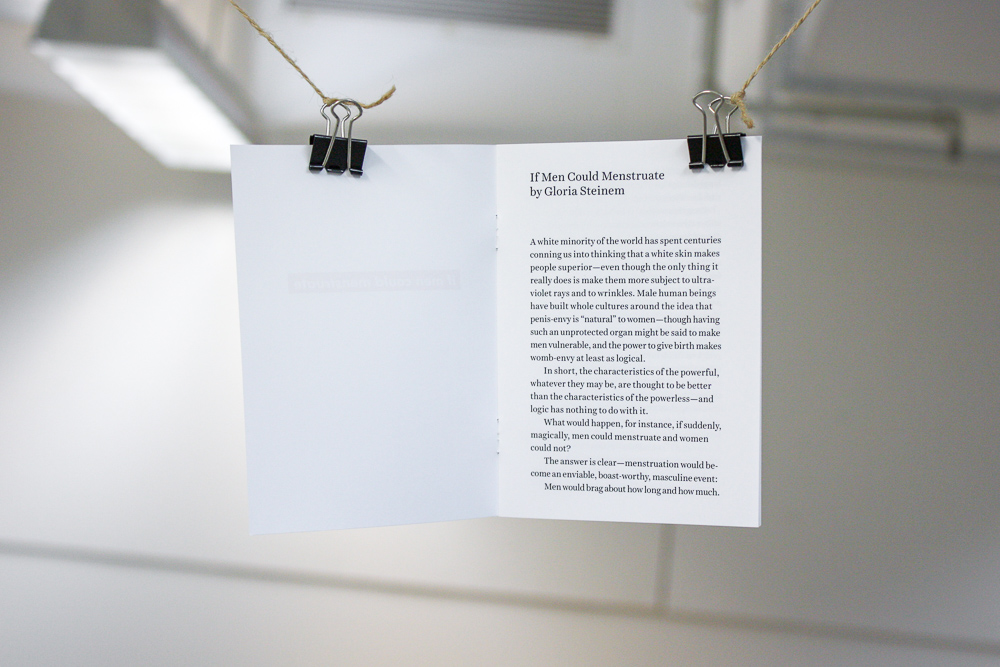 If Men Could Menstruate
by Gloria Steinem
A white minority of the world has spent centuries
conning us into thinking that a white skin makes
people superior—even though the only thing it
really does is make them more subject to ultra-
violet rays and to wrinkles. Male human beings
have built whole cultures around the idea that
penis-envy is “natural” to women—though having
such an unprotected organ might be said to make
men vulnerable, and the power to give birth makes
womb-envy at least as logical.
In short, the characteristics of the powerful,
whatever they may be, are thought to be better
than the characteristics of the powerless—and
logic has nothing to do with it.
What would happen, for instance, if suddenly,
magically, men could menstruate and women
could not?
The answer is clear—menstruation would be-
come an enviable, boast-worthy, masculine event:
Men would brag about how long and how much.